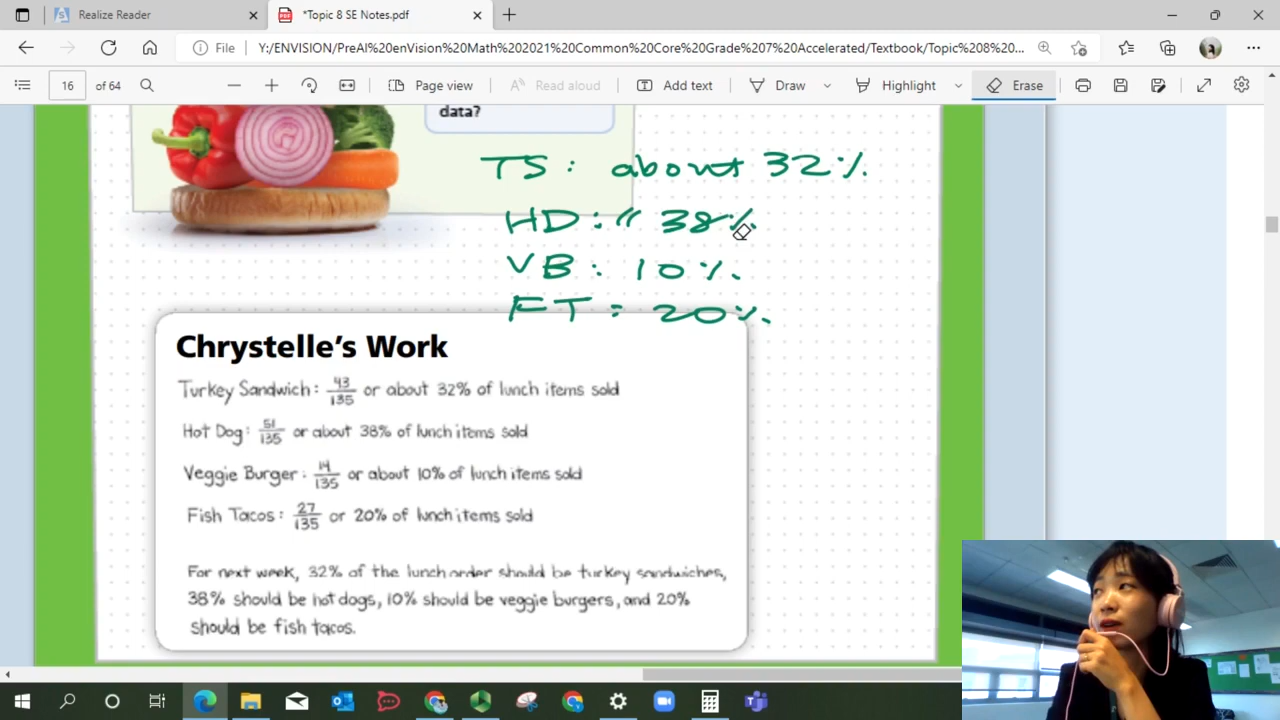 Realize Reader
*Topic 8 SE Notes.pdf
File
Y:/ENVISION/PreAI%20enVision%20Math%202021%20Common%20Core%20Grade%207%20Accelerated/Textbook/Topic%208%20...
16 of 64
Page view
Read aloud
Add text
Draw
Highlight
Erase
data?
TS : about 32%
HD : " 38%
VB : 10%
FT = 20%
Chrystelle's Work
Turkey Sandwich: 43/135 or about 32% of lunch items sold
Hot Dog: 51/135 or about 38% of lunch items sold
Veggie Burger: 14/135 or about 10% of lunch items sold
Fish Tacos: 27/135 or 20% of lunch items sold
For next week, 32% of the lunch order should be turkey sandwiches,
38% should be hot dogs, 10% should be veggie burgers, and 20%
should be fish tacos.